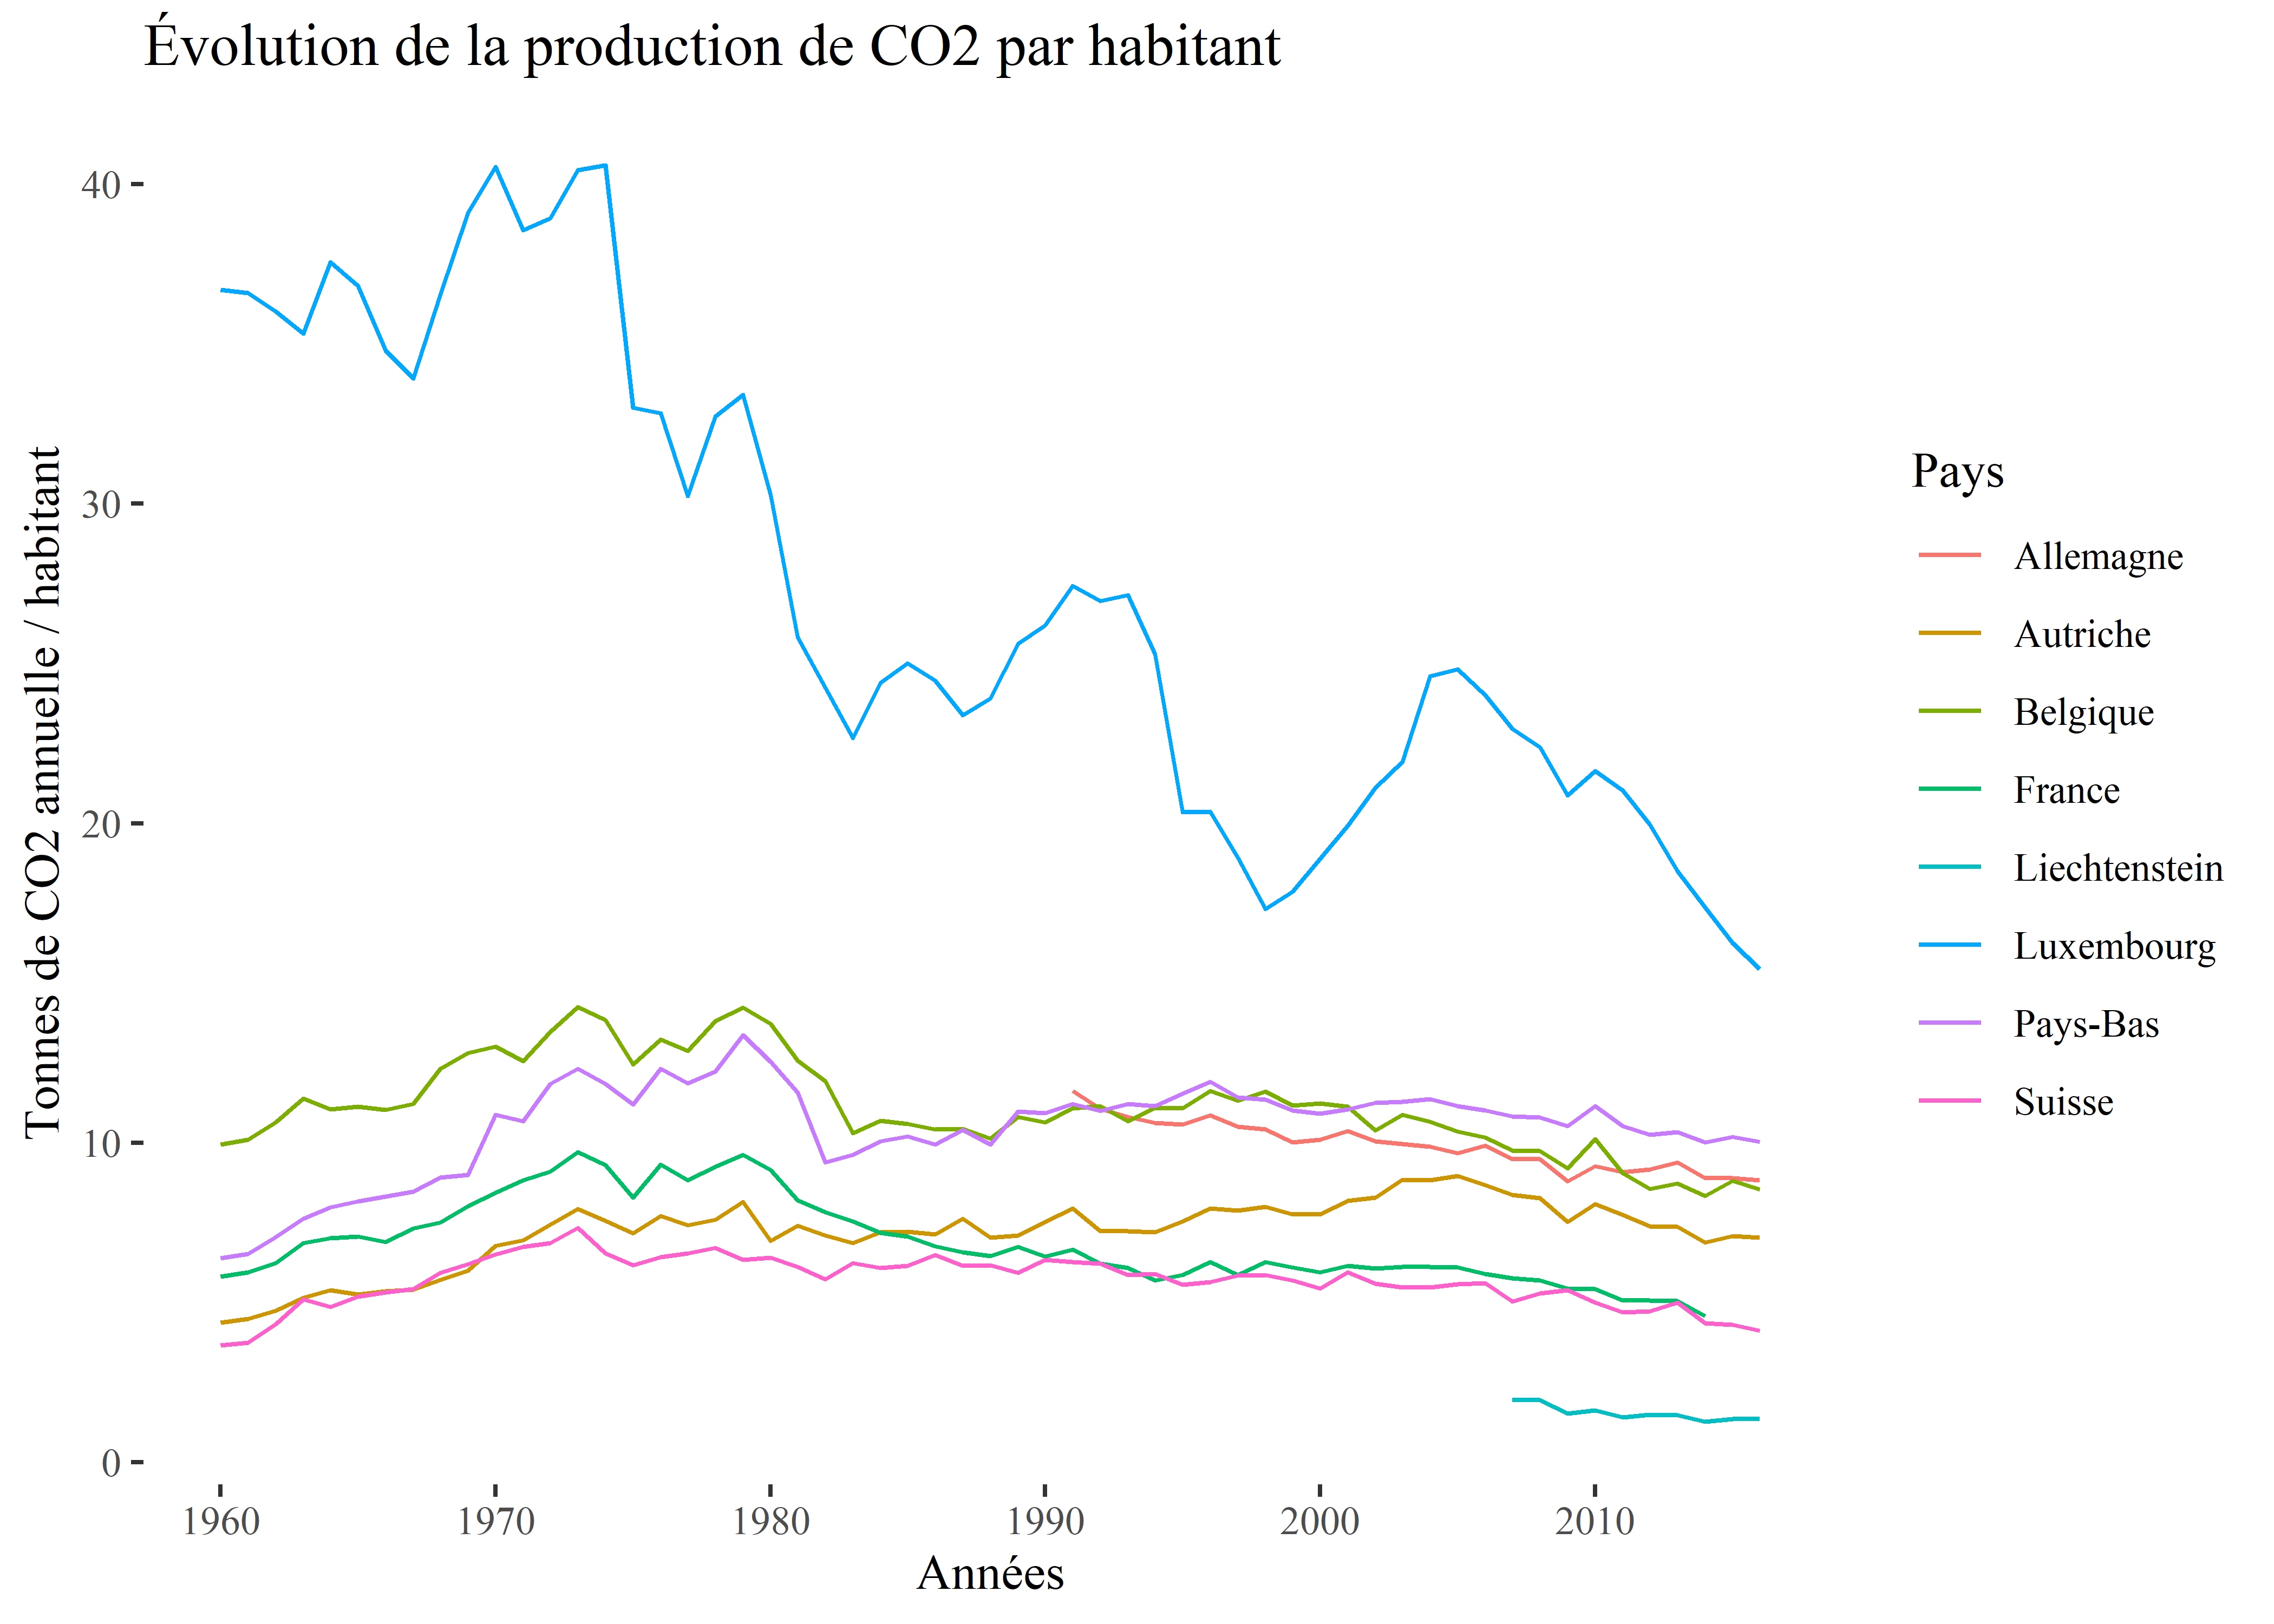 Évolution de la production de CO2 par habitant
Tonnes de CO2 annuelle / habitant
40
30
20
10
0
1960
1970
1980
1990
2000
2010
Années
Pays
Allemagne
Autriche
Belgique
France
Liechtenstein
Luxembourg
Pays-Bas
Suisse